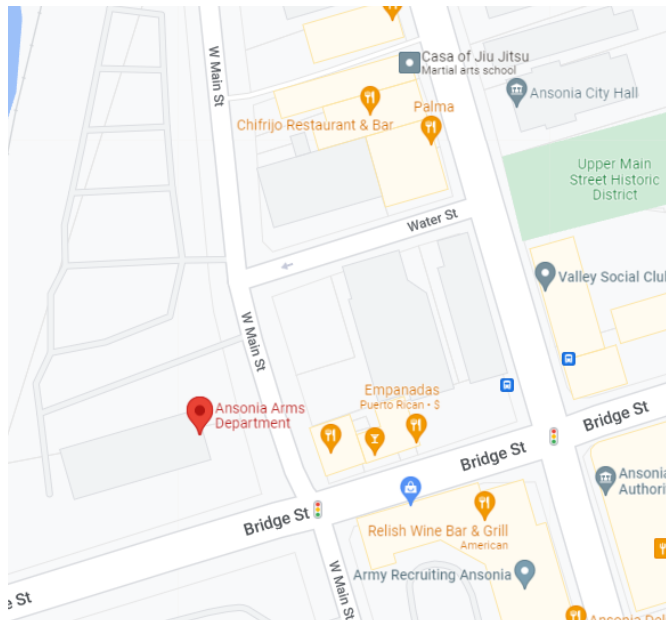 W Main St
Casa of Jiu Jitsu
Martial arts school
Ansonia City Hall
Palma
Chifrijo Restaurant & Bar
Upper Main
Street Historic
District
Water St
Valley Social Club
W Main St
Empanadas
Puerto Rican • $
Ansonia Arms
Department
Bridge St
Bridge St
Ansonia
Authori
Bridge St
Relish Wine Bar & Grill
American
W Main St
Army Recruiting Ansonia
e St
Ansonia Del